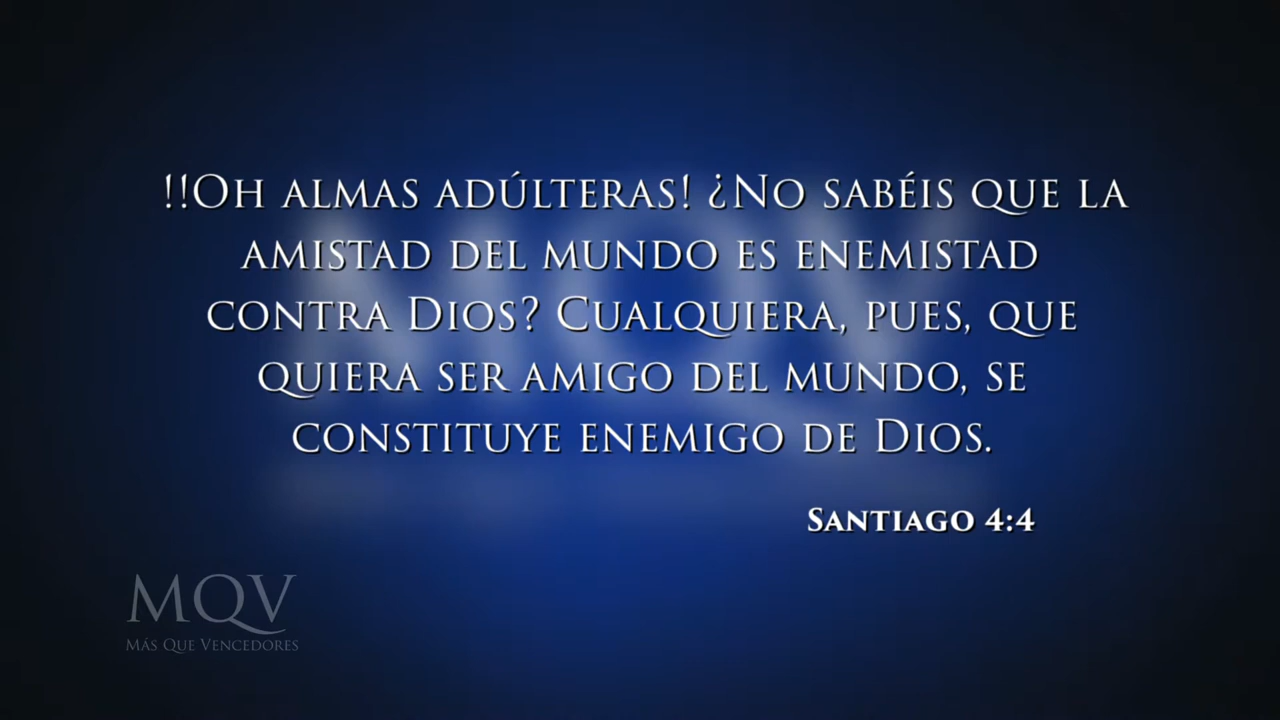 !!Oh almas adúlteras! ¿No sabéis que la
amistad del mundo es enemistad
contra Dios? Cualquiera, pues, que
quiera ser amigo del mundo, se
constituye enemigo de Dios.
Santiago 4:4
MQV
Más Que Vencedores